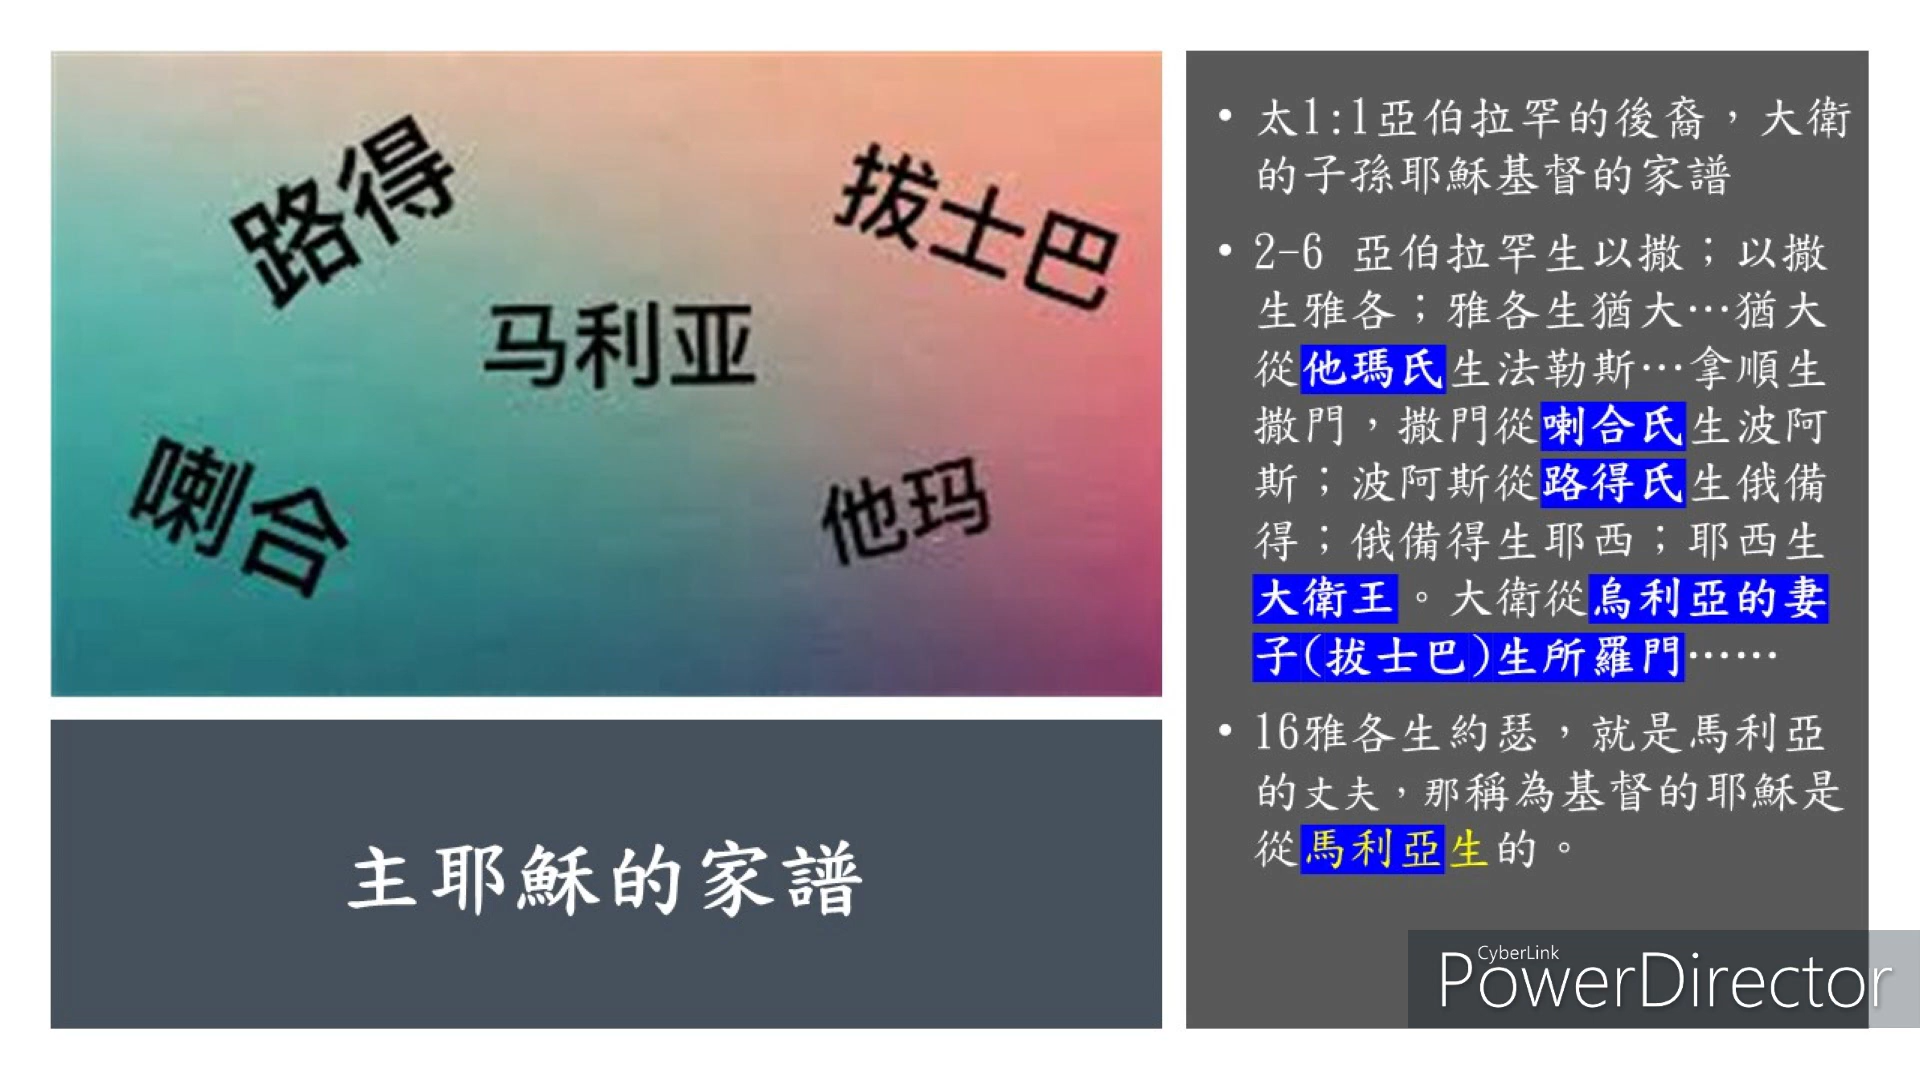 路得
拔士巴
马利亚
喇合
他玛
主耶穌的家譜
• 太1:1亞伯拉罕的後裔，大衛
的子孫耶穌基督的家譜
• 2-6 亞伯拉罕生以撒；以撒
生雅各；雅各生猶大…猶大
從他瑪氏生法勒斯…拿順生
撒門，撒門從喇合氏生波阿
斯；波阿斯從路得氏生俄備
得；俄備得生耶西；耶西生
大衛王。大衛從烏利亞的妻
子(拔士巴)生所羅門……
• 16雅各生約瑟，就是馬利亞
的丈夫，那稱為基督的耶穌是
從馬利亞生的。
CyberLink
PowerDirector